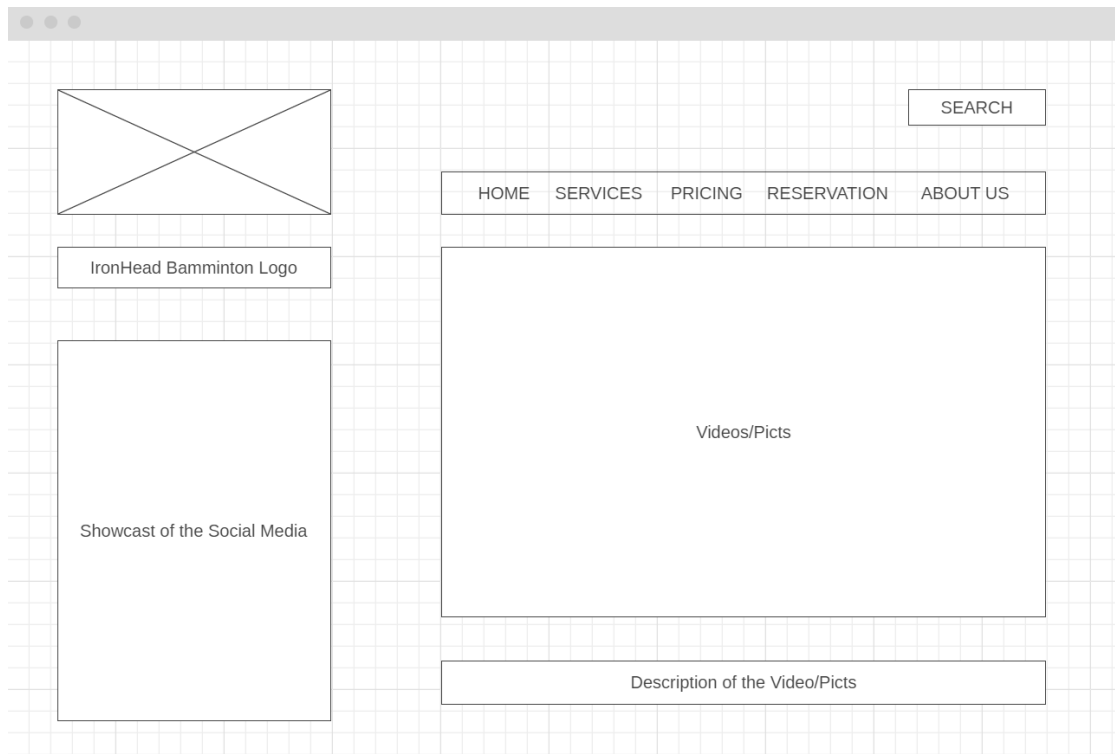 SEARCH
HOME SERVICES PRICING RESERVATION ABOUT US
IronHead Bamminton Logo
Videos/Picts
Showcast of the Social Media
Description of the Video/Picts